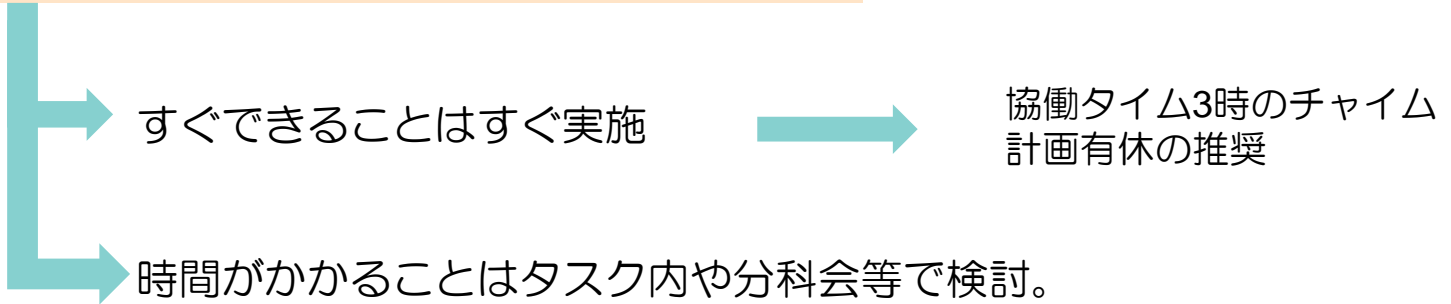 すぐできることはすぐ実施
協働タイム3時のチャイム
計画有休の推奨
時間がかかることはタスク内や分科会等で検討。